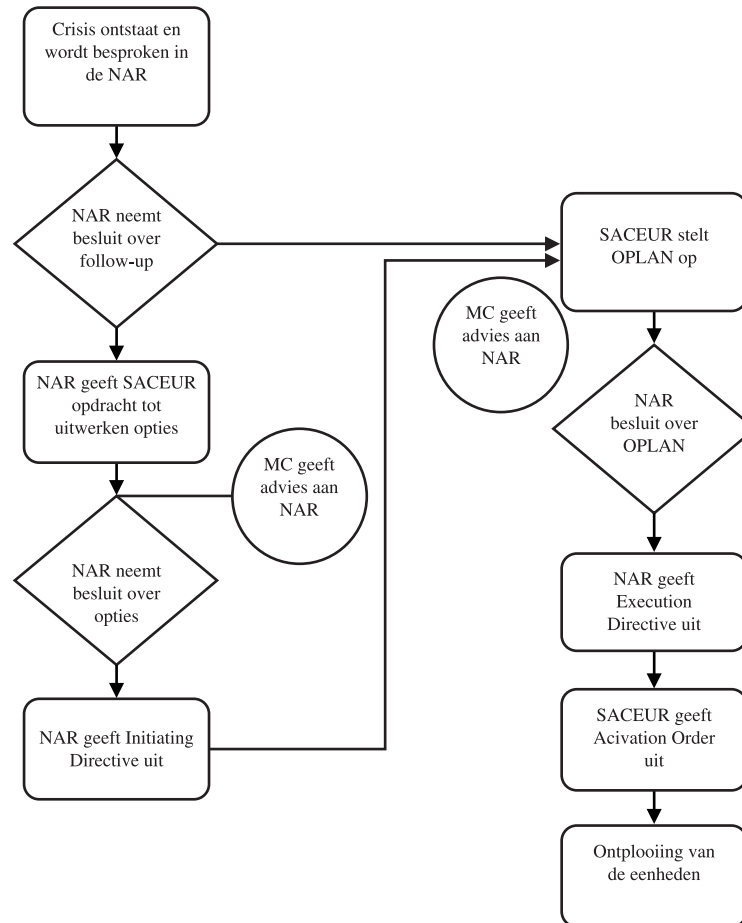 Crisis ontstaat en
wordt besproken in
de NAR
NAR neemt
besluit over
follow-up
NAR geeft SACEUR
opdracht tot
uitwerken opties
MC geeft
advies aan
NAR
NAR neemt
besluit over
opties
NAR geeft Initiating
Directive uit
SACEUR stelt
OPLAN op
MC geeft
advies aan
NAR
NAR
besluit over
OPLAN
NAR geeft
Execution
Directive uit
SACEUR geeft
Acivation Order
uit
Ontplooiing van
de eenheden